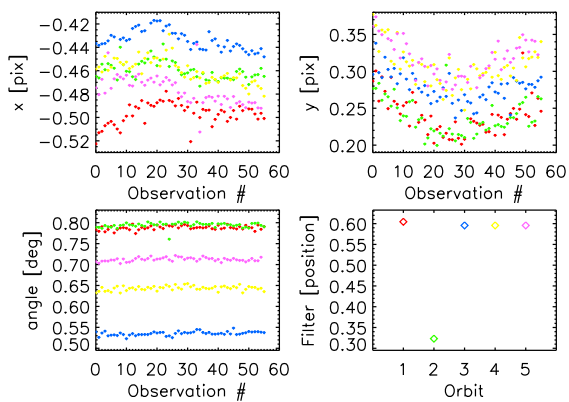 −0.42
−0.44
−0.46
−0.48
−0.50
−0.52
x [pix]
0 10 20 30 40 50 60
Observation #
0.35
0.30
0.25
0.20
y [pix]
0 10 20 30 40 50 60
Observation #
0.80
0.75
0.70
0.65
0.60
0.55
0.50
angle [deg]
0 10 20 30 40 50 60
Observation #
0.60
0.55
0.50
0.45
0.40
0.35
0.30
Filter [position]
1 2 3 4 5
Orbit